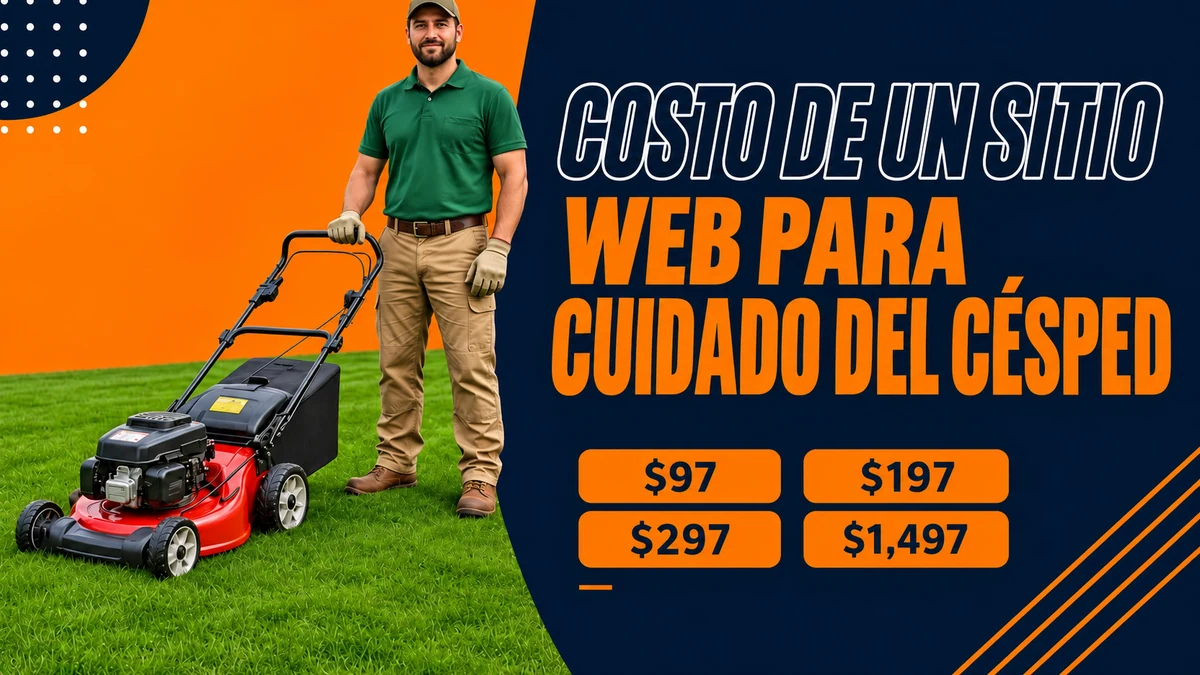 COSTO DE UN SITIO
WEB PARA
CUIDADO DEL CÉSPED
$97
$197
$297
$1,497